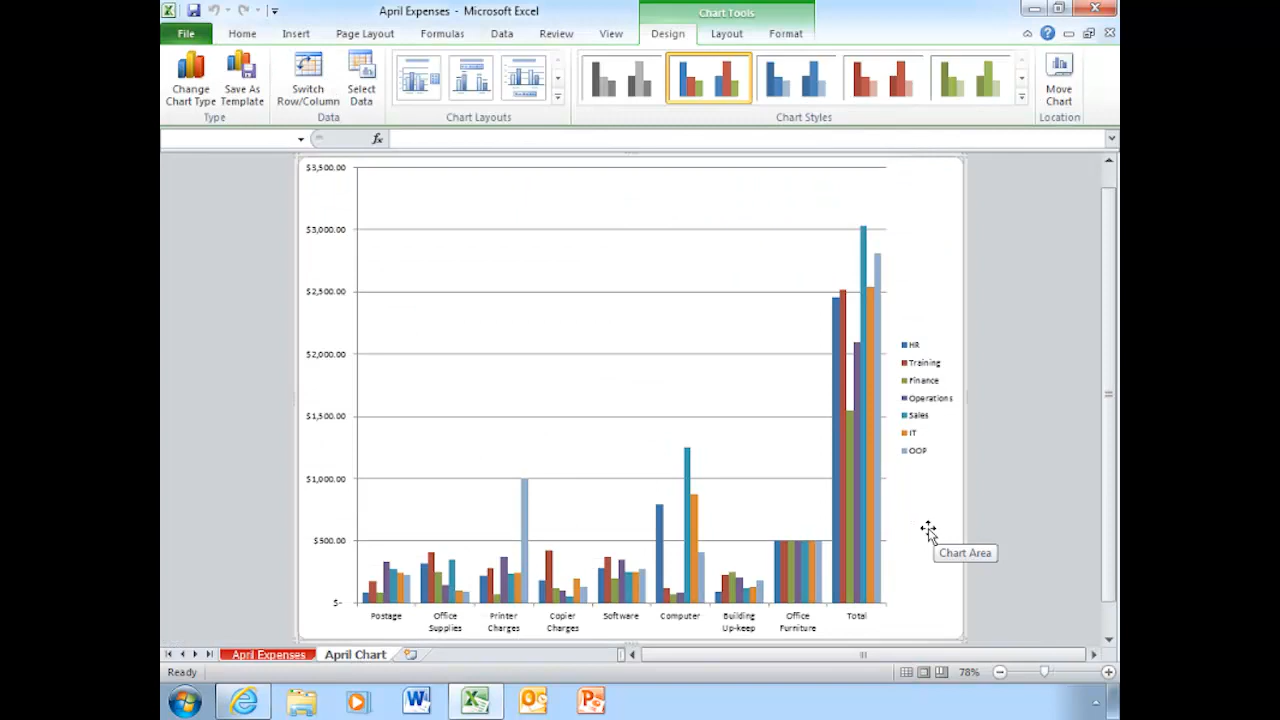 April Expenses - Microsoft Excel
Chart Tools
File Home Insert Page Layout Formulas Data Review View Design Layout Format
Change Chart Type
Save As Template
Switch Row/Column
Select Data
Move Chart
Type Data Chart Layouts Chart Styles Location
fx
$3,500.00
$3,000.00
$2,500.00
$2,000.00
$1,500.00
$1,000.00
$500.00
$-
Postage
Office Supplies
Printer Charges
Copier Charges
Software
Computer
Building Up-keep
Office Furniture
Total
HR
Training
Finance
Operations
Sales
IT
OOP
Chart Area
April Expenses April Chart
Ready 78%